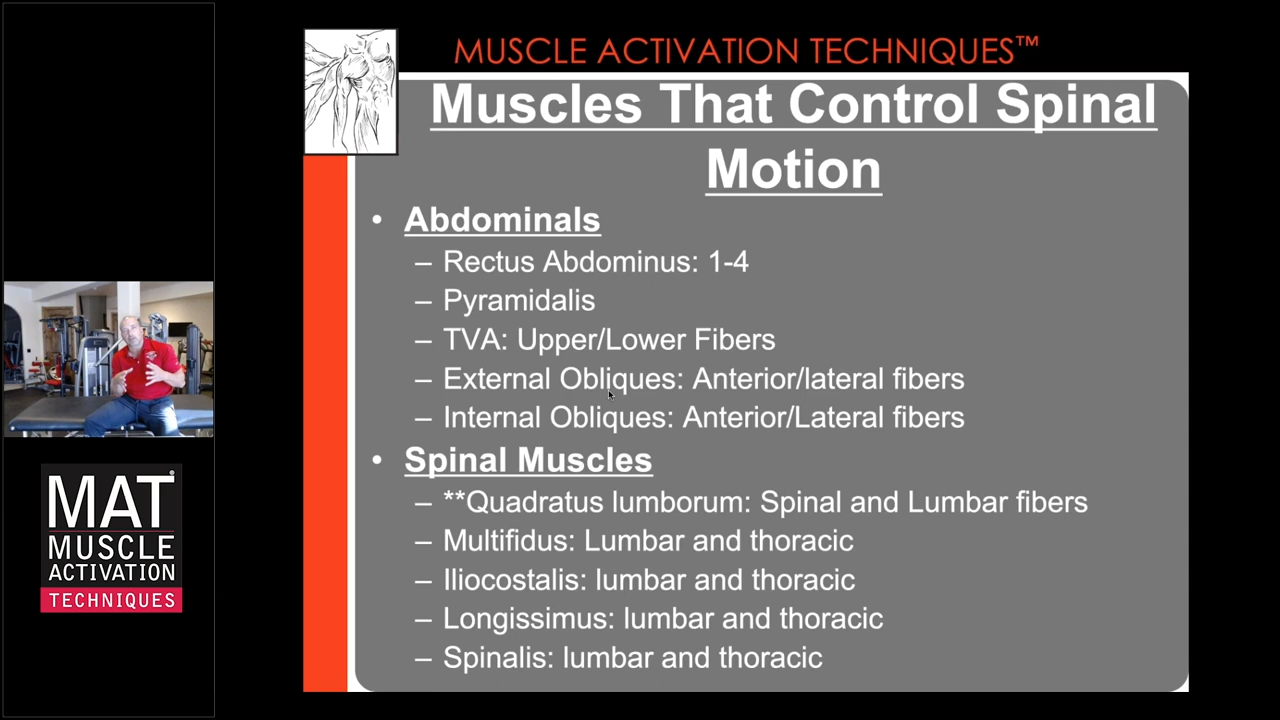 MUSCLE ACTIVATION TECHNIQUES™
Muscles That Control Spinal
Motion
• Abdominals
– Rectus Abdominus: 1-4
– Pyramidalis
– TVA: Upper/Lower Fibers
– External Obliques: Anterior/lateral fibers
– Internal Obliques: Anterior/Lateral fibers
• Spinal Muscles
– **Quadratus lumborum: Spinal and Lumbar fibers
– Multifidus: Lumbar and thoracic
– Iliocostalis: lumbar and thoracic
– Longissimus: lumbar and thoracic
– Spinalis: lumbar and thoracic
MAT®
MUSCLE
ACTIVATION
TECHNIQUES